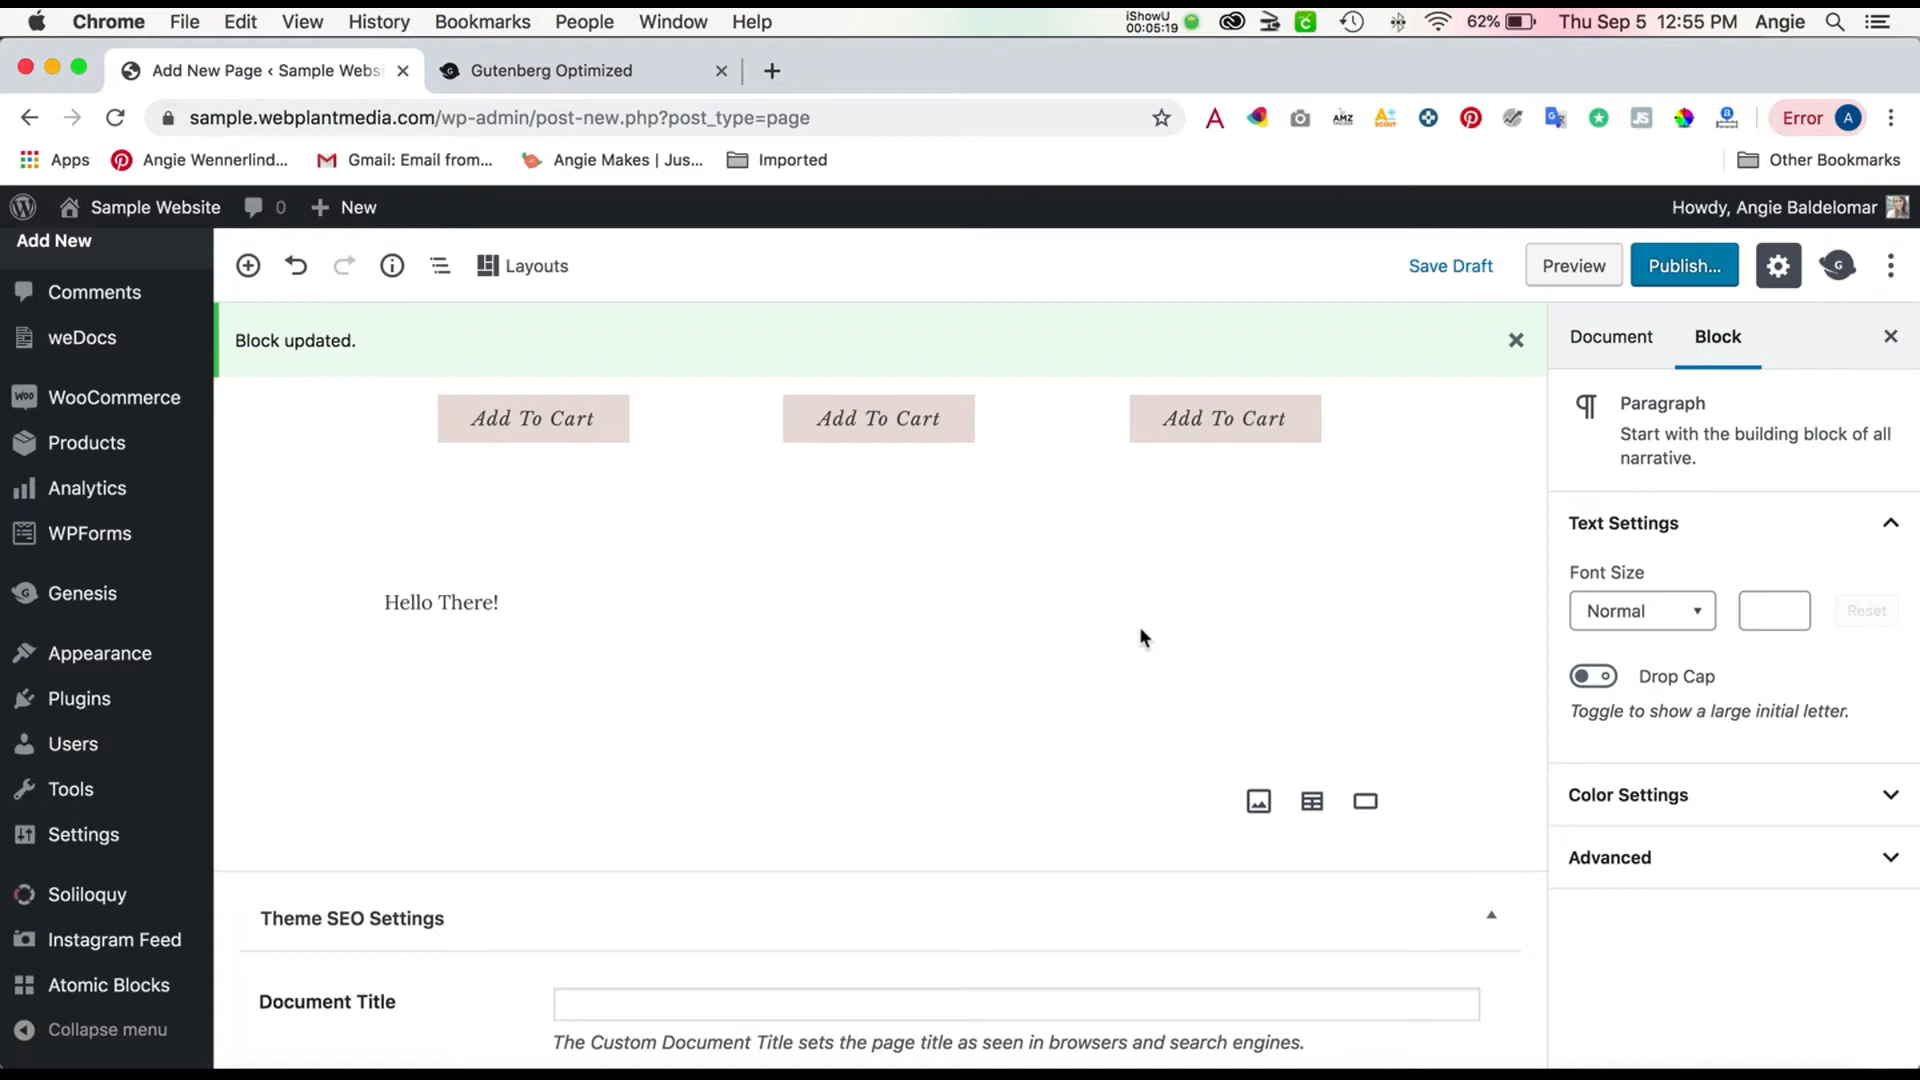 Chrome File Edit View History Bookmarks People Window Help
iShowU
00:05:19
62% Thu Sep 5 12:55 PM Angie
Add New Page ‹ Sample Websi
Gutenberg Optimized
sample.webplantmedia.com/wp-admin/post-new.php?post_type=page
Error A
Apps Angie Wennerlind... Gmail: Email from... Angie Makes | Jus... Imported Other Bookmarks
Sample Website 0 New Howdy, Angie Baldelomar
Add New
Comments
weDocs
WooCommerce
Products
Analytics
WPForms
Genesis
Appearance
Plugins
Users
Tools
Settings
Soliloquy
Instagram Feed
Atomic Blocks
Collapse menu
Layouts Save Draft Preview Publish...
Block updated.
Add To Cart Add To Cart Add To Cart
Hello There!
Theme SEO Settings
Document Title
The Custom Document Title sets the page title as seen in browsers and search engines.
Document Block
Paragraph
Start with the building block of all
narrative.
Text Settings
Font Size
Normal Reset
Drop Cap
Toggle to show a large initial letter.
Color Settings
Advanced